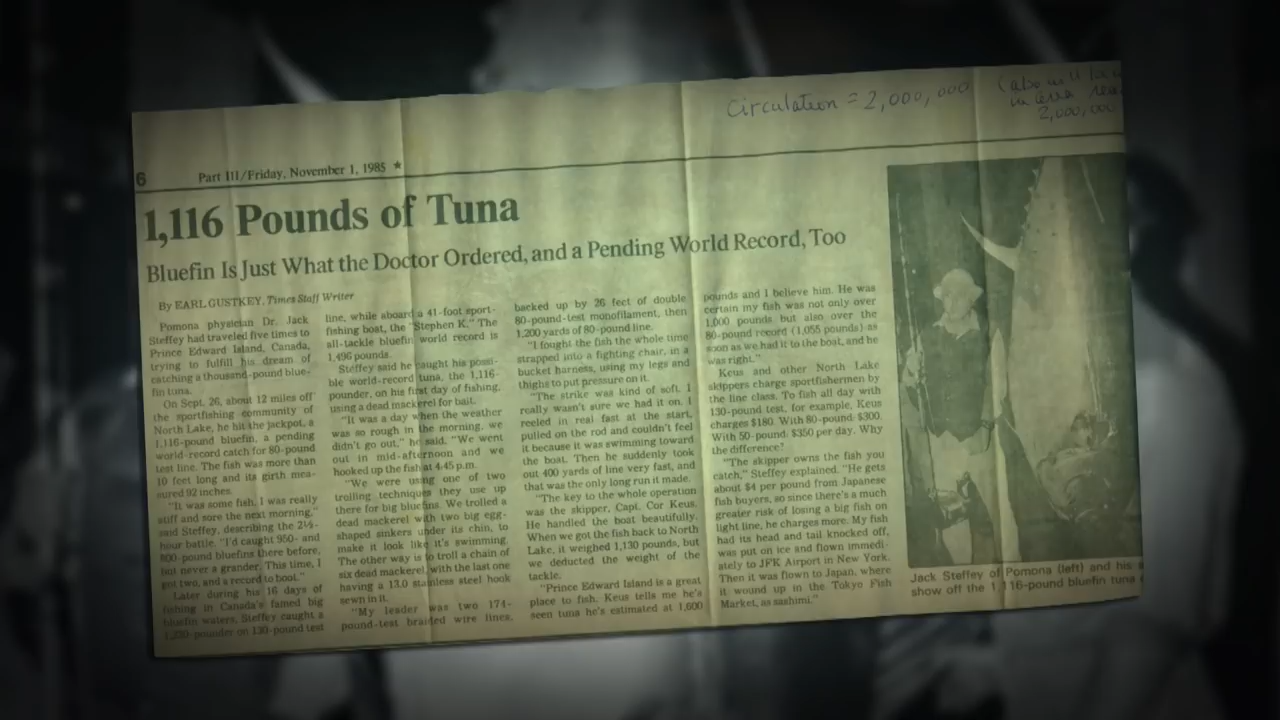 Circulation = 2,000,000
(also
2,000,000
6
Part III/Friday, November 1, 1985 ★
1,116 Pounds of Tuna
Bluefin Is Just What the Doctor Ordered, and a Pending World Record, Too
By EARL GUSTKEY, Times Staff Writer
Pomona physician Dr. Jack
Steffey had traveled five times to
Prince Edward Island, Canada,
trying to fulfill his dream of
catching a thousand-pound blue-
fin tuna.
On Sept. 26, about 12 miles off
the sportfishing community of
North Lake, he hit the jackpot, a
1,116-pound bluefin, a pending
world-record catch for 80-pound
test line. The fish was more than
10 feet long and its girth mea-
sured 92 inches.
"It was some fish. I was really
stiff and sore the next morning,"
said Steffey, describing the 2½-
hour battle. "I'd caught 950- and
800-pound bluefins there before,
but never a grander. This time, I
got two, and a record to boot."
Later during his 16 days of
fishing in Canada's famed big
bluefin waters, Steffey caught a
1,230-pounder on 130-pound test
line, while aboard a 41-foot sport-
fishing boat, the "Stephen K." The
all-tackle bluefin world record is
1,496 pounds.
Steffey said he caught his possi-
ble world-record tuna, the 1,116-
pounder, on his first day of fishing,
using a dead mackerel for bait.
"It was a day when the weather
was so rough in the morning, we
didn't go out," he said. "We went
out in mid-afternoon and we
hooked up the fish at 4:45 p.m.
"We were using one of two
trolling techniques they use up
there for big bluefins. We trolled a
dead mackerel with two big egg-
shaped sinkers under its chin, to
make it look like it's swimming.
The other way is to troll a chain of
six dead mackerel, with the last one
having a 13.0 stainless steel hook
sewn in it.
"My leader was two 174-
pound-test braided wire lines,
backed up by 26 feet of double
80-pound-test monofilament, then
1,200 yards of 80-pound line.
"I fought the fish the whole time
strapped into a fighting chair, in a
bucket harness, using my legs and
thighs to put pressure on it.
"The strike was kind of soft. I
really wasn't sure we had it on. I
reeled in real fast at the start,
pulled on the rod and couldn't feel
it because it was swimming toward
the boat. Then he suddenly took
out 400 yards of line very fast, and
that was the only long run it made.
"The key to the whole operation
was the skipper, Capt. Cor Keus.
He handled the boat beautifully.
When we got the fish back to North
Lake, it weighed 1,130 pounds, but
we deducted the weight of the
tackle.
"Prince Edward Island is a great
place to fish. Keus tells me he's
seen tuna he's estimated at 1,600
pounds and I believe him. He was
certain my fish was not only over
1,000 pounds but also over the
80-pound record (1,055 pounds) as
soon as we had it to the boat, and he
was right."
Keus and other North Lake
skippers charge sportfishermen by
the line class. To fish all day with
130-pound test, for example, Keus
charges $180. With 80-pound, $300.
With 50-pound, $350 per day. Why
the difference?
"The skipper owns the fish you
catch," Steffey explained. "He gets
about $4 per pound from Japanese
fish buyers, so since there's a much
greater risk of losing a big fish on
light line, he charges more. My fish
had its head and tail knocked off,
was put on ice and flown immedi-
ately to JFK Airport in New York.
Then it was flown to Japan, where
it wound up in the Tokyo Fish
Market, as sashimi."
Jack Steffey of Pomona (left) and his
show off the 1,116-pound bluefin tuna